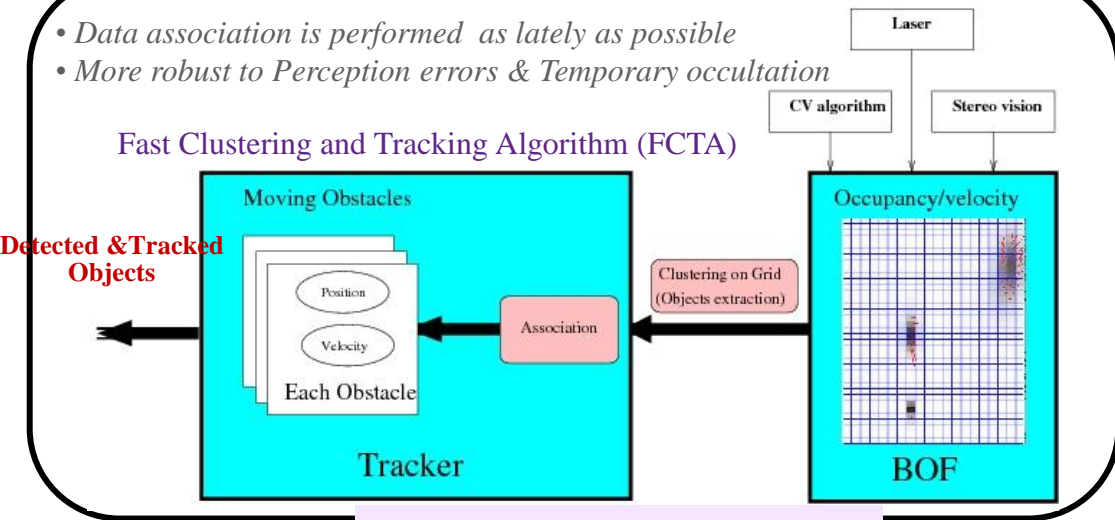 • Data association is performed as lately as possible
• More robust to Perception errors & Temporary occultation
Laser
CV algorithm
Stereo vision
Fast Clustering and Tracking Algorithm (FCTA)
Moving Obstacles
Occupancy/velocity
Detected &Tracked
Objects
Position
Velocity
Each Obstacle
Association
Clustering on Grid
(Objects extraction)
Tracker
BOF